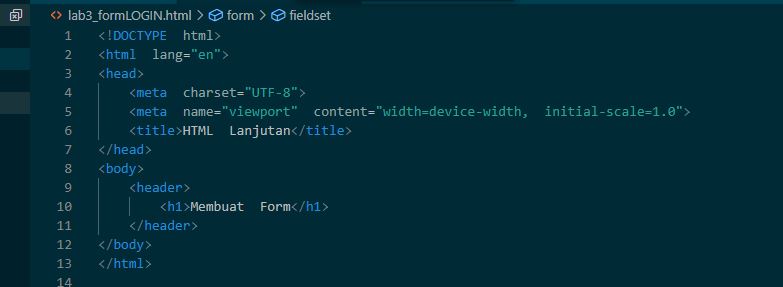 lab3_formLOGIN.html > form > fieldset
1 <!DOCTYPE html>
2 <html lang="en">
3 <head>
4 <meta charset="UTF-8">
5 <meta name="viewport" content="width=device-width, initial-scale=1.0">
6 <title>HTML Lanjutan</title>
7 </head>
8 <body>
9 <header>
10 <h1>Membuat Form</h1>
11 </header>
12 </body>
13 </html>
14